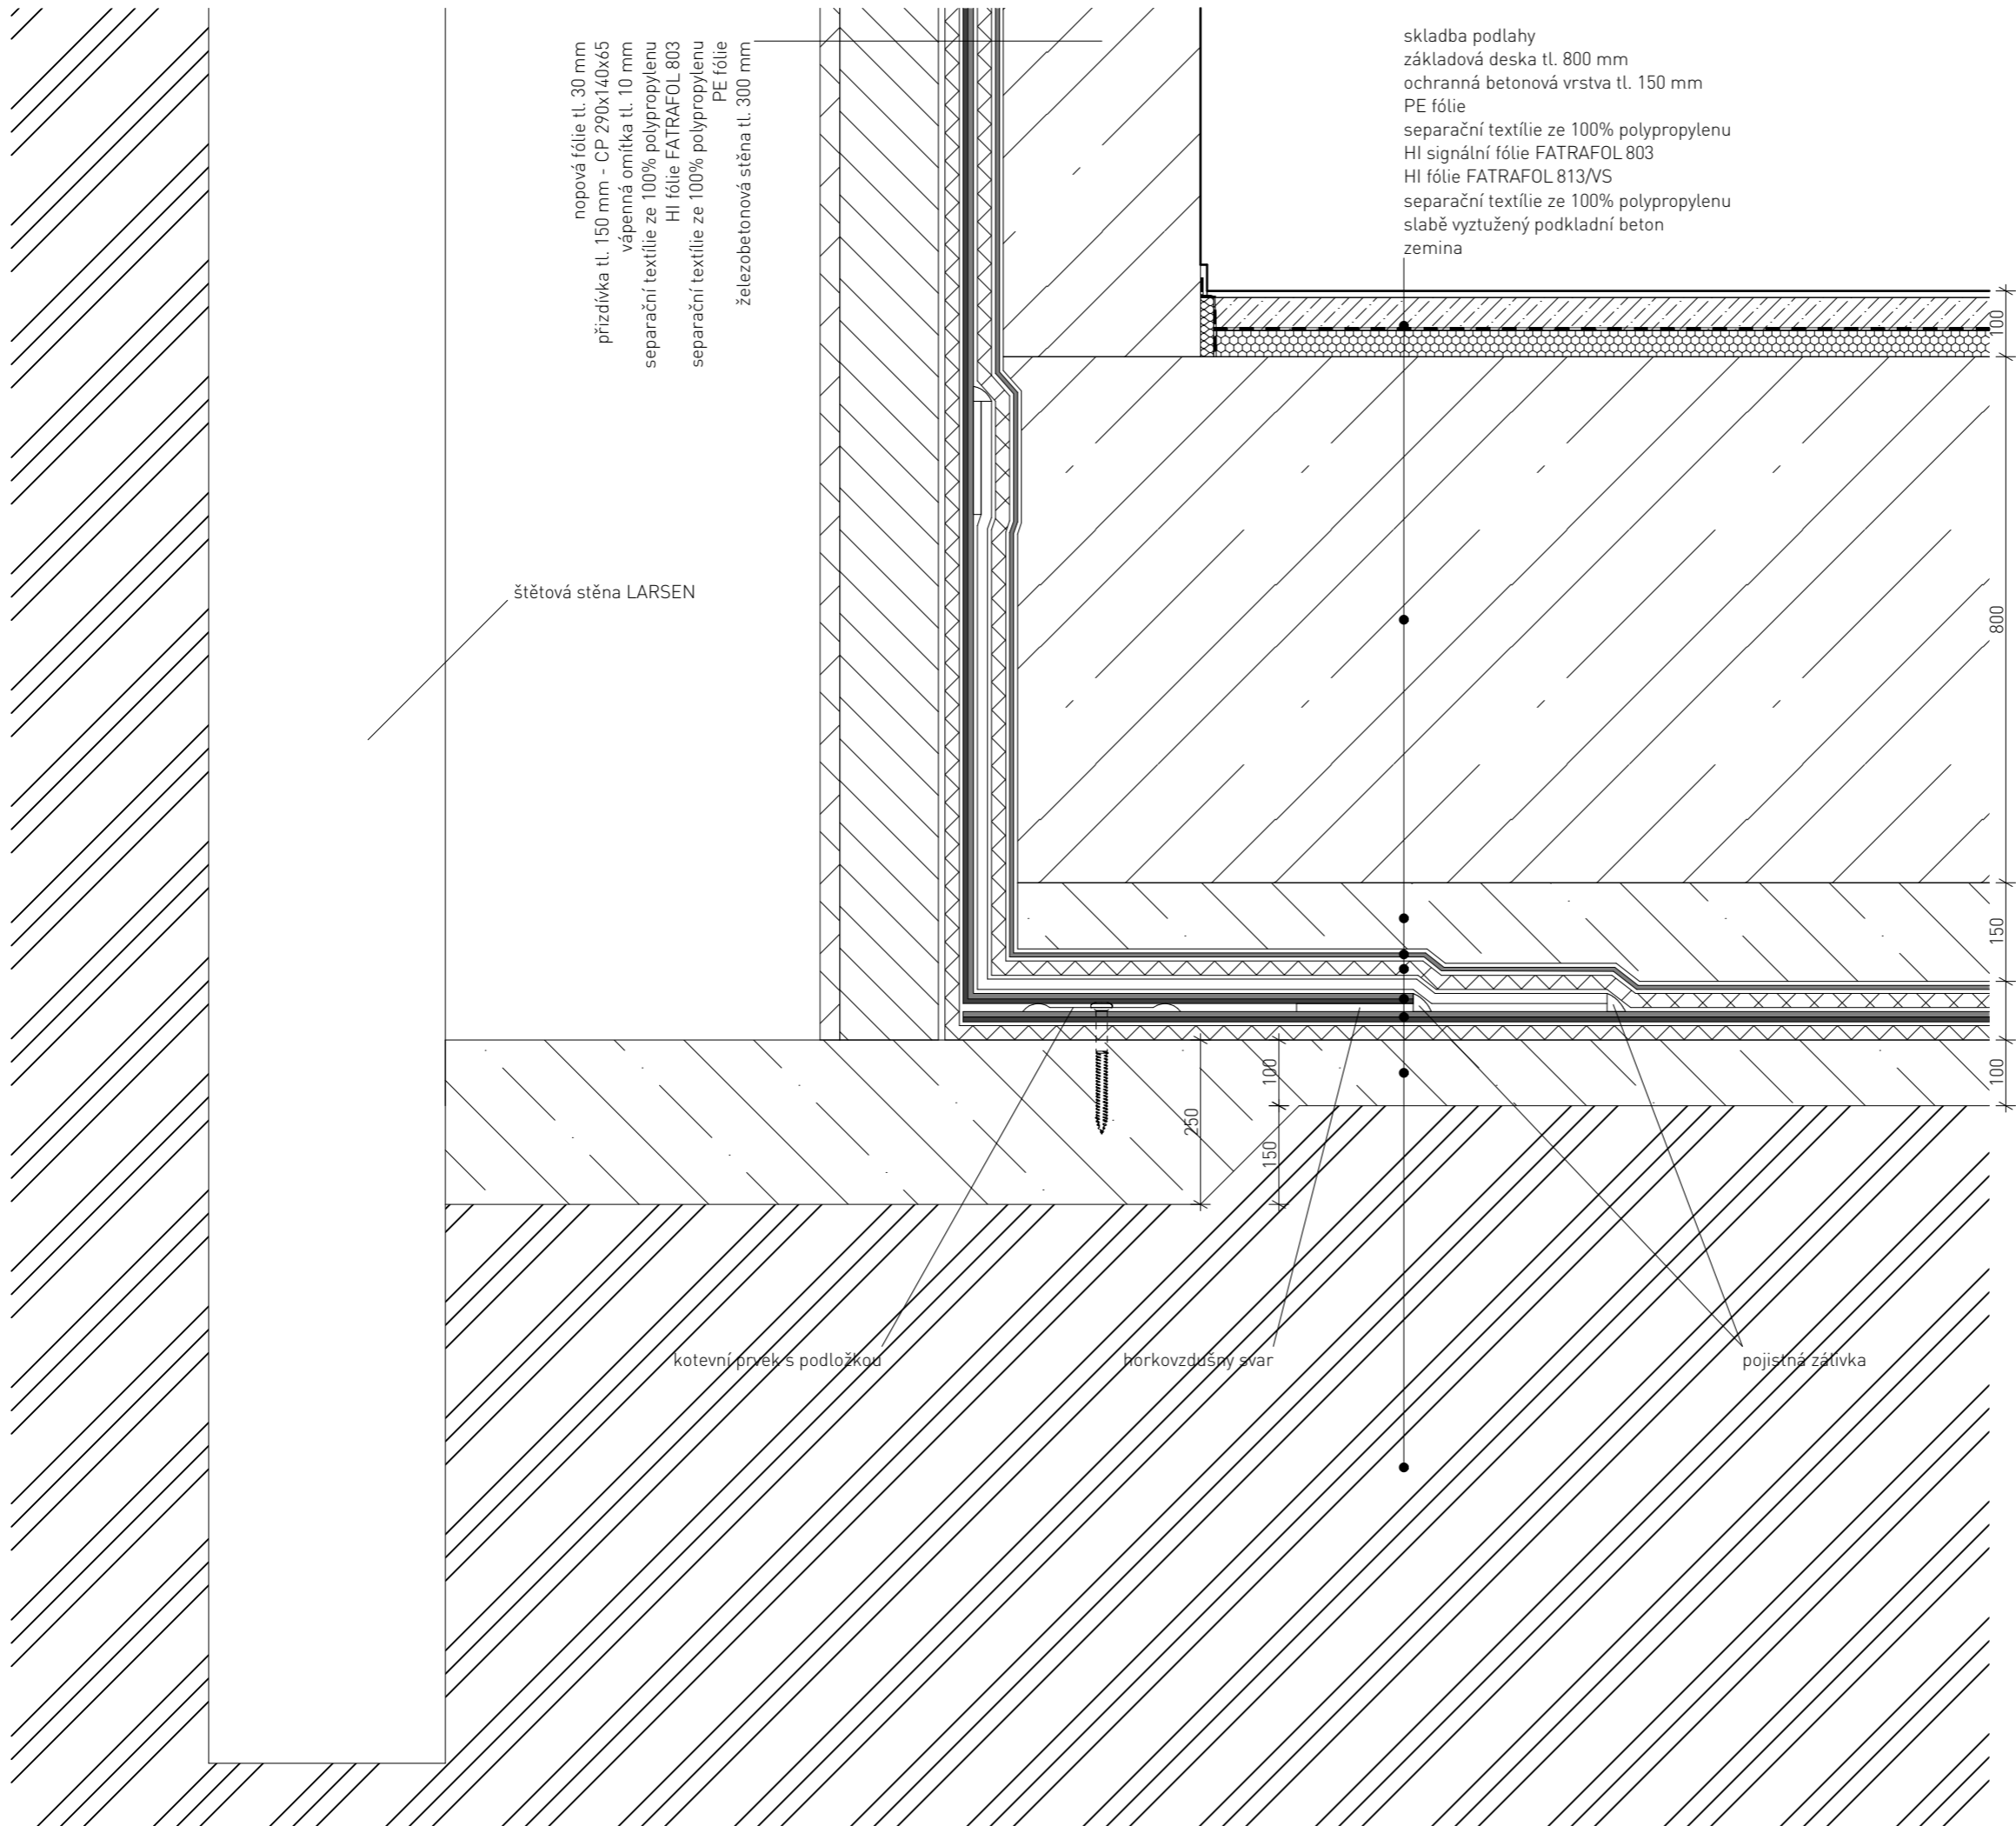 nopová fólie tl. 30 mm
přizdívka tl. 150 mm - CP 290x140x65
vápenná omítka tl. 10 mm
separační textílie ze 100% polypropylenu
HI fólie FATRAFOL 803
separační textílie ze 100% polypropylenu
PE fólie
železobetonová stěna tl. 300 mm
skladba podlahy
základová deska tl. 800 mm
ochranná betonová vrstva tl. 150 mm
PE fólie
separační textílie ze 100% polypropylenu
HI signální fólie FATRAFOL 803
HI fólie FATRAFOL 813/VS
separační textílie ze 100% polypropylenu
slabě vyztužený podkladní beton
zemina
100
štětová stěna LARSEN
800
150
100
100
250
150
kotevní prvek s podložkou
horkovzdušný svar
pojistná zálivka